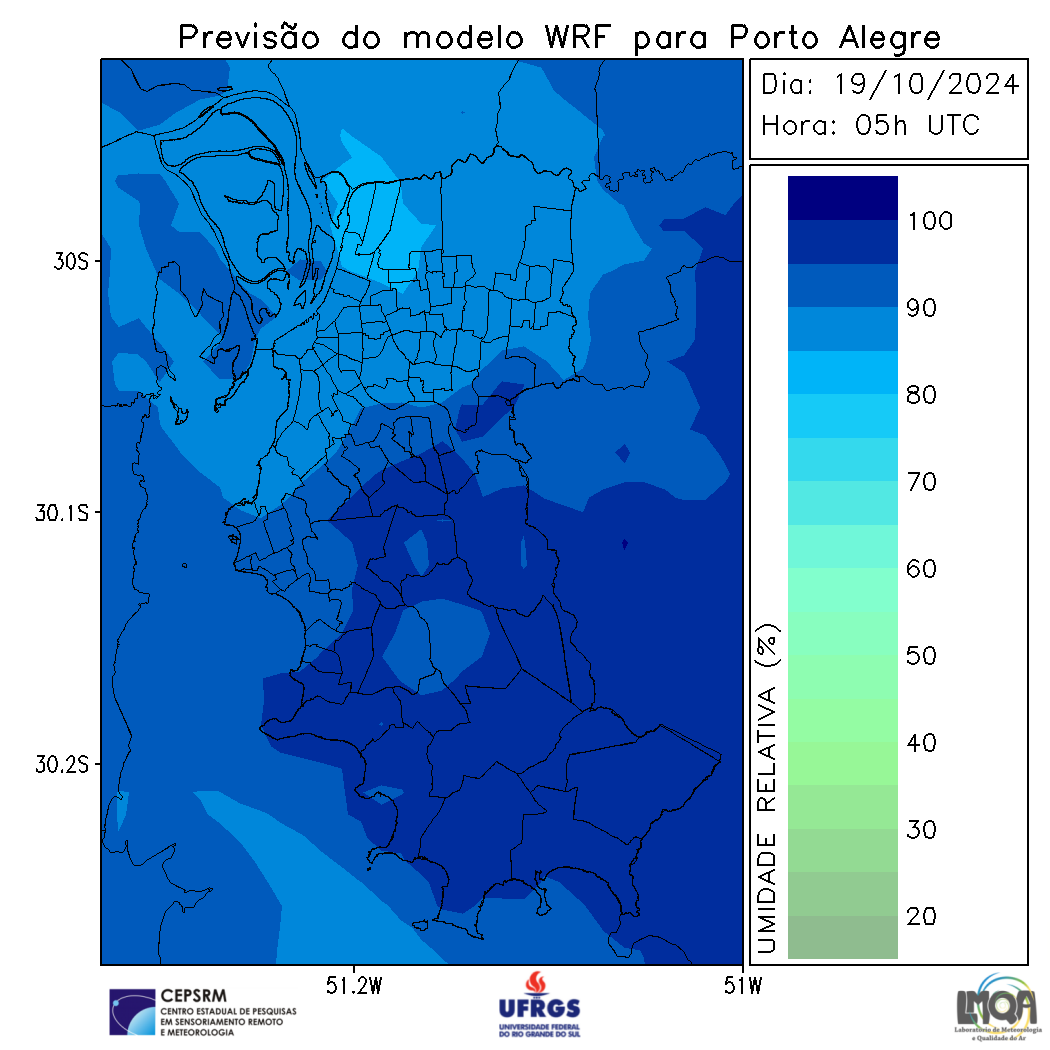 Previsão do modelo WRF para Porto Alegre
Dia: 19/10/2024
Hora: 05h UTC
100
90
80
70
60
50
40
30
20
UMIDADE RELATIVA (%)
30S
30.1S
30.2S
51.2W
51W
CEPSRM
CENTRO ESTADUAL DE PESQUISAS
EM SENSORIAMENTO REMOTO
E METEOROLOGIA
UFRGS
UNIVERSIDADE FEDERAL
DO RIO GRANDE DO SUL
LMQA
Laboratório de Meteorologia
e Qualidade do Ar